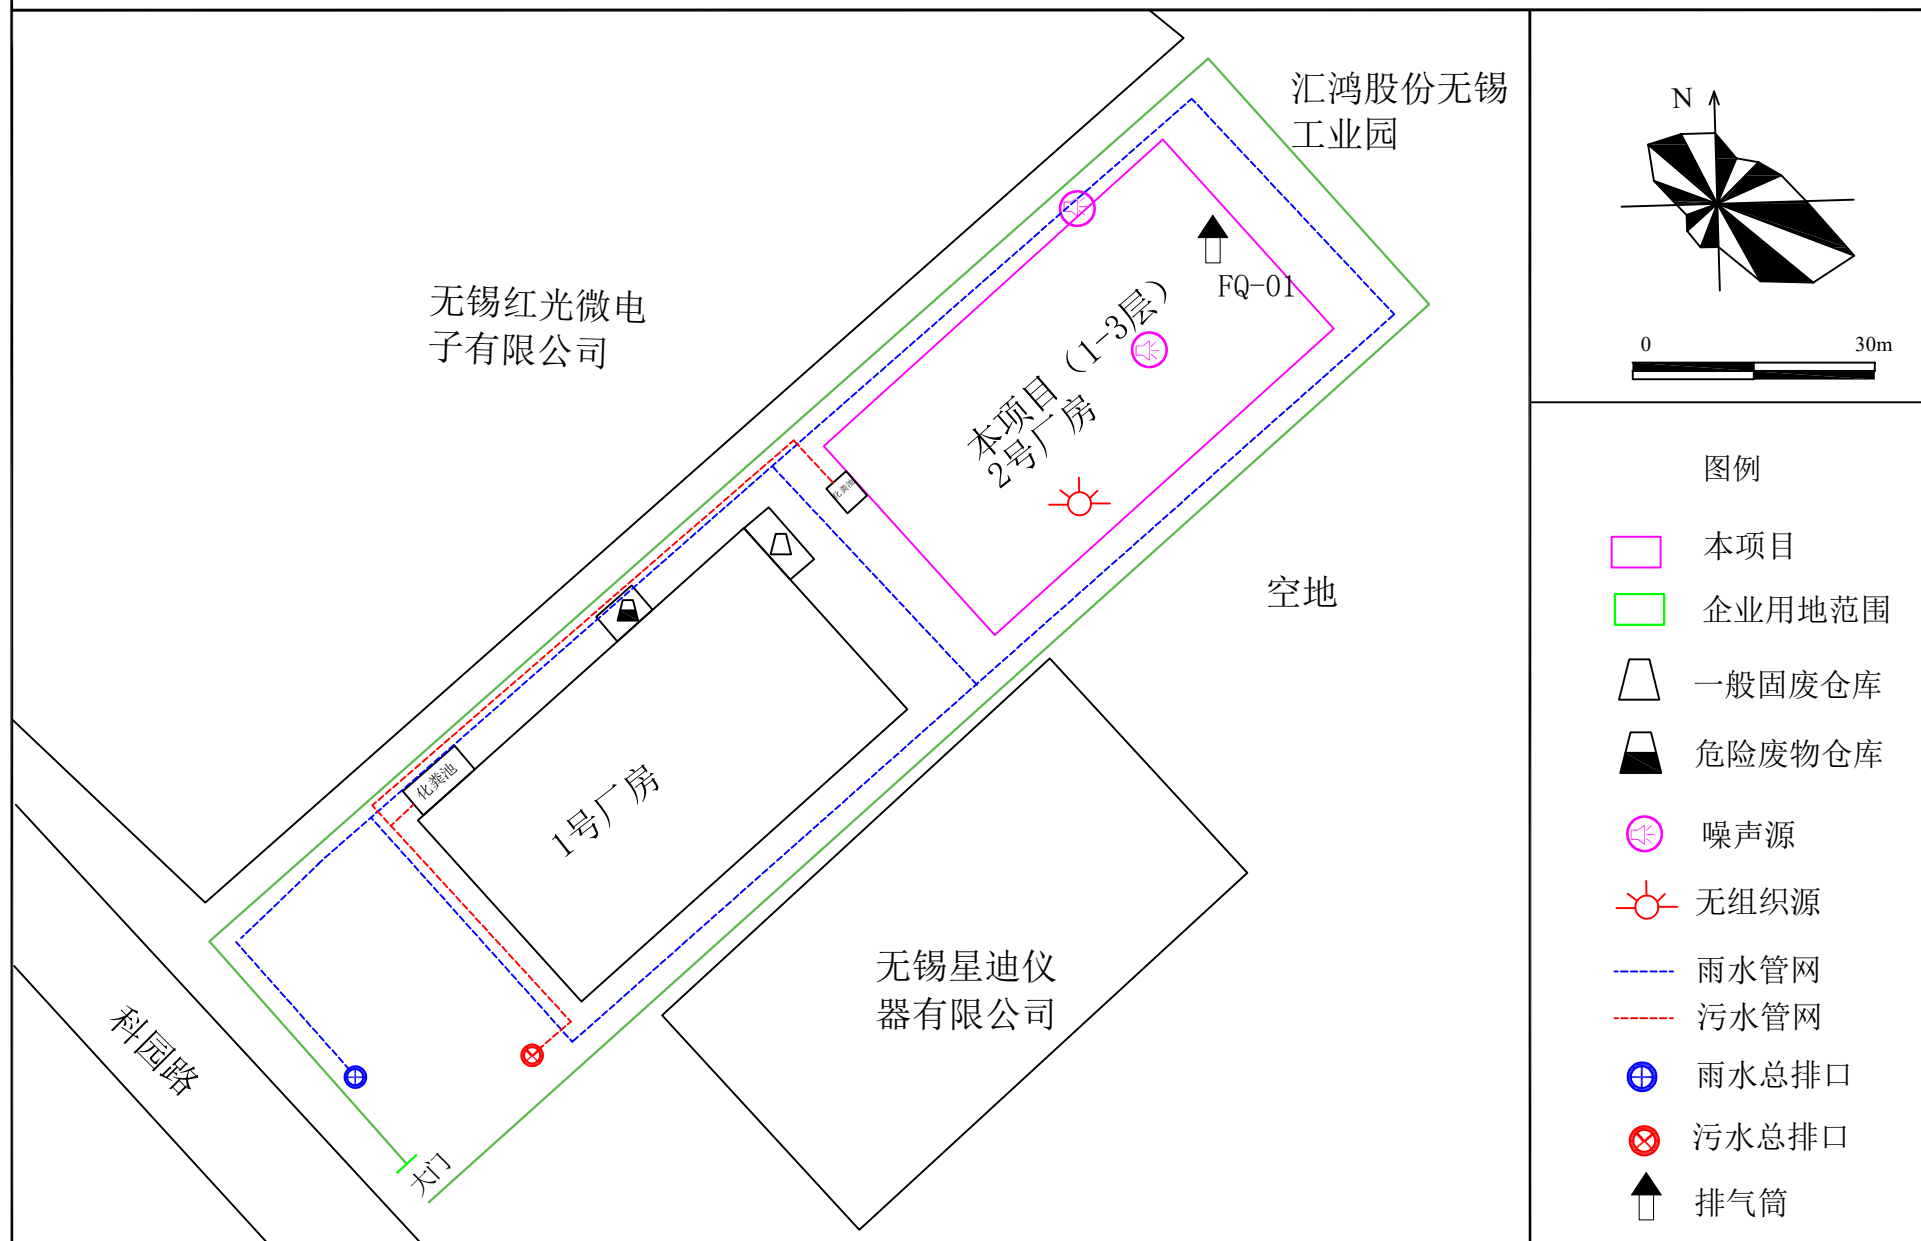 汇鸿股份无锡
工业园
无锡红光微电
子有限公司
FQ-01
本项目（1-3层）
2号厂房
化粪池
空地
化粪池
1号厂房
无锡星迪仪
器有限公司
科园路
大门
N
0 30m
图例
本项目
企业用地范围
一般固废仓库
危险废物仓库
噪声源
无组织源
雨水管网
污水管网
雨水总排口
污水总排口
排气筒